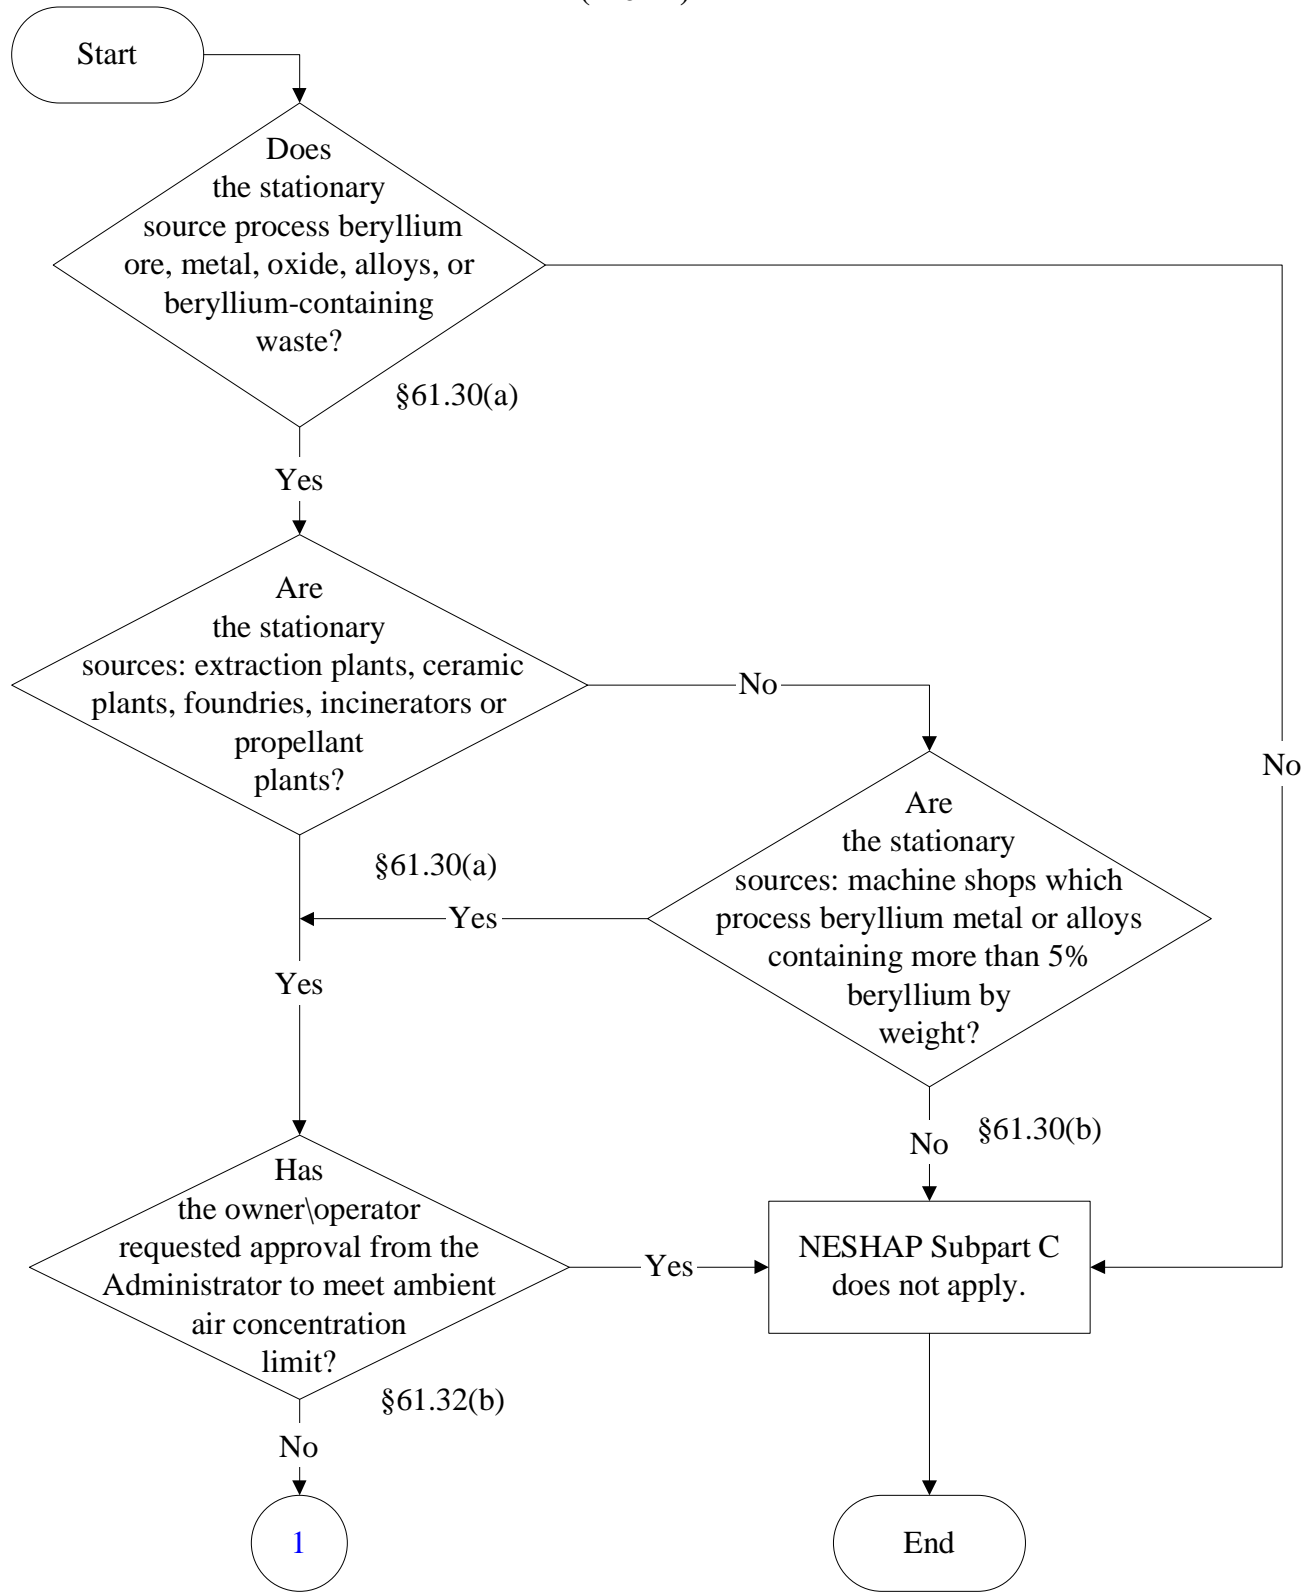 Start
Does
the stationary
source process beryllium
ore, metal, oxide, alloys, or
beryllium-containing
waste?
§61.30(a)
Yes
Are
the stationary
sources: extraction plants, ceramic
plants, foundries, incinerators or
propellant
plants?
No
No
Are
the stationary
sources: machine shops which
process beryllium metal or alloys
containing more than 5%
beryllium by
weight?
§61.30(a)
Yes
Yes
§61.30(b)
No
Has
the owner\operator
requested approval from the
Administrator to meet ambient
air concentration
limit?
Yes
NESHAP Subpart C
does not apply.
§61.32(b)
No
1
End